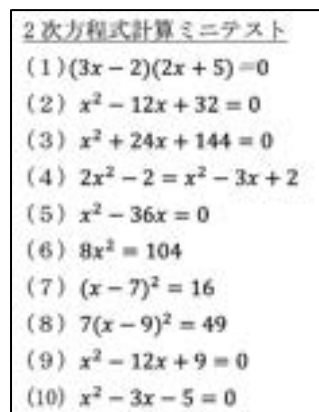 2次方程式計算ミニテスト
(1)(3x − 2)(2x + 5) = 0
(2) x² − 12x + 32 = 0
(3) x² + 24x + 144 = 0
(4) 2x² − 2 = x² − 3x + 2
(5) x² − 36x = 0
(6) 8x² = 104
(7) (x − 7)² = 16
(8) 7(x − 9)² = 49
(9) x² − 12x + 9 = 0
(10) x² − 3x − 5 = 0